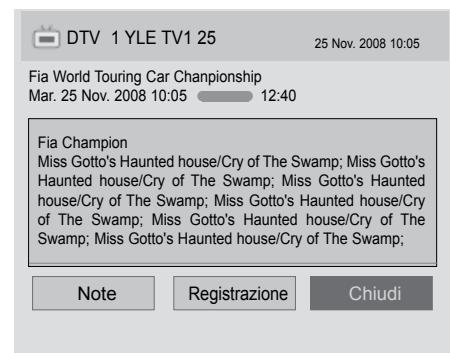 DTV 1 YLE TV1 25 25 Nov. 2008 10:05
Fia World Touring Car Chanpionship
Mar. 25 Nov. 2008 10:05 12:40
Fia Champion
Miss Gotto's Haunted house/Cry of The Swamp; Miss Gotto's
Haunted house/Cry of The Swamp; Miss Gotto's Haunted
house/Cry of The Swamp; Miss Gotto's Haunted house/Cry
of The Swamp; Miss Gotto's Haunted house/Cry of The
Swamp; Miss Gotto's Haunted house/Cry of The Swamp;
Note Registrazione Chiudi